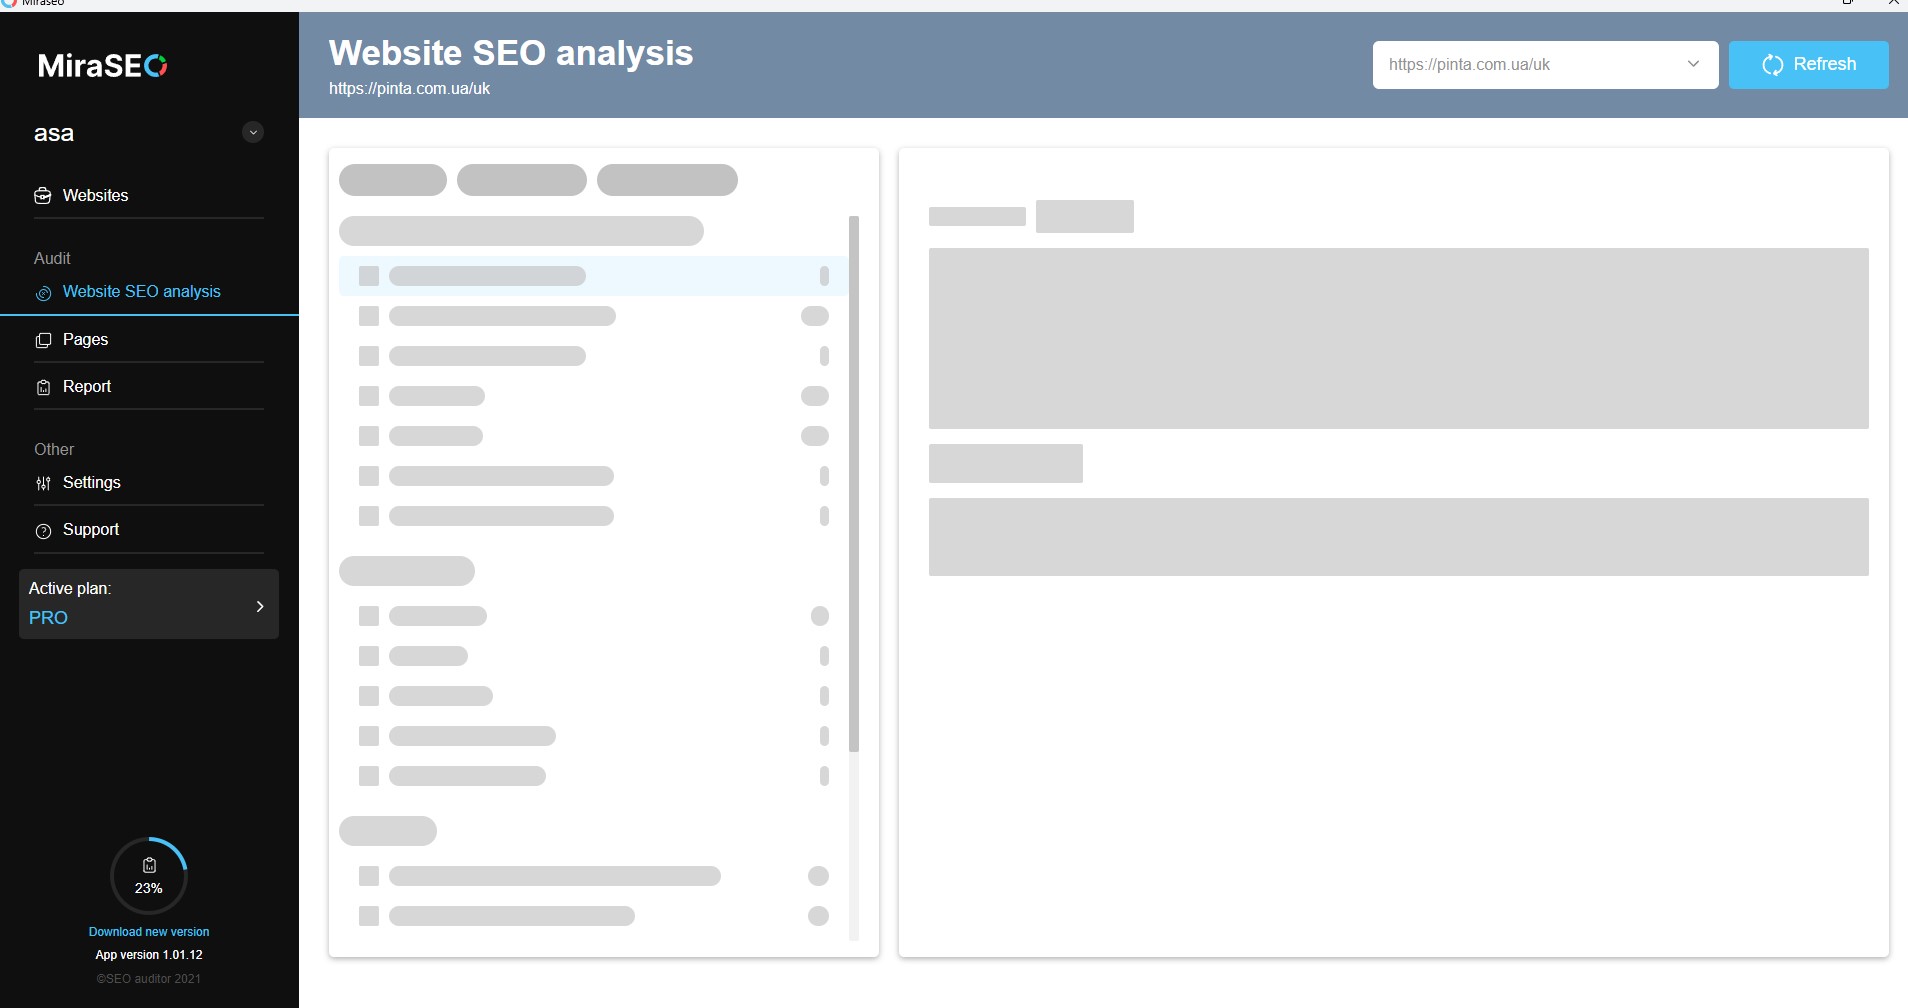 Miraseo
MiraSEO
asa
Websites
Audit
Website SEO analysis
Pages
Report
Other
Settings
Support
Active plan:
PRO
23%
Download new version
App version 1.01.12
©SEO auditor 2021
Website SEO analysis
https://pinta.com.ua/uk
https://pinta.com.ua/uk
Refresh